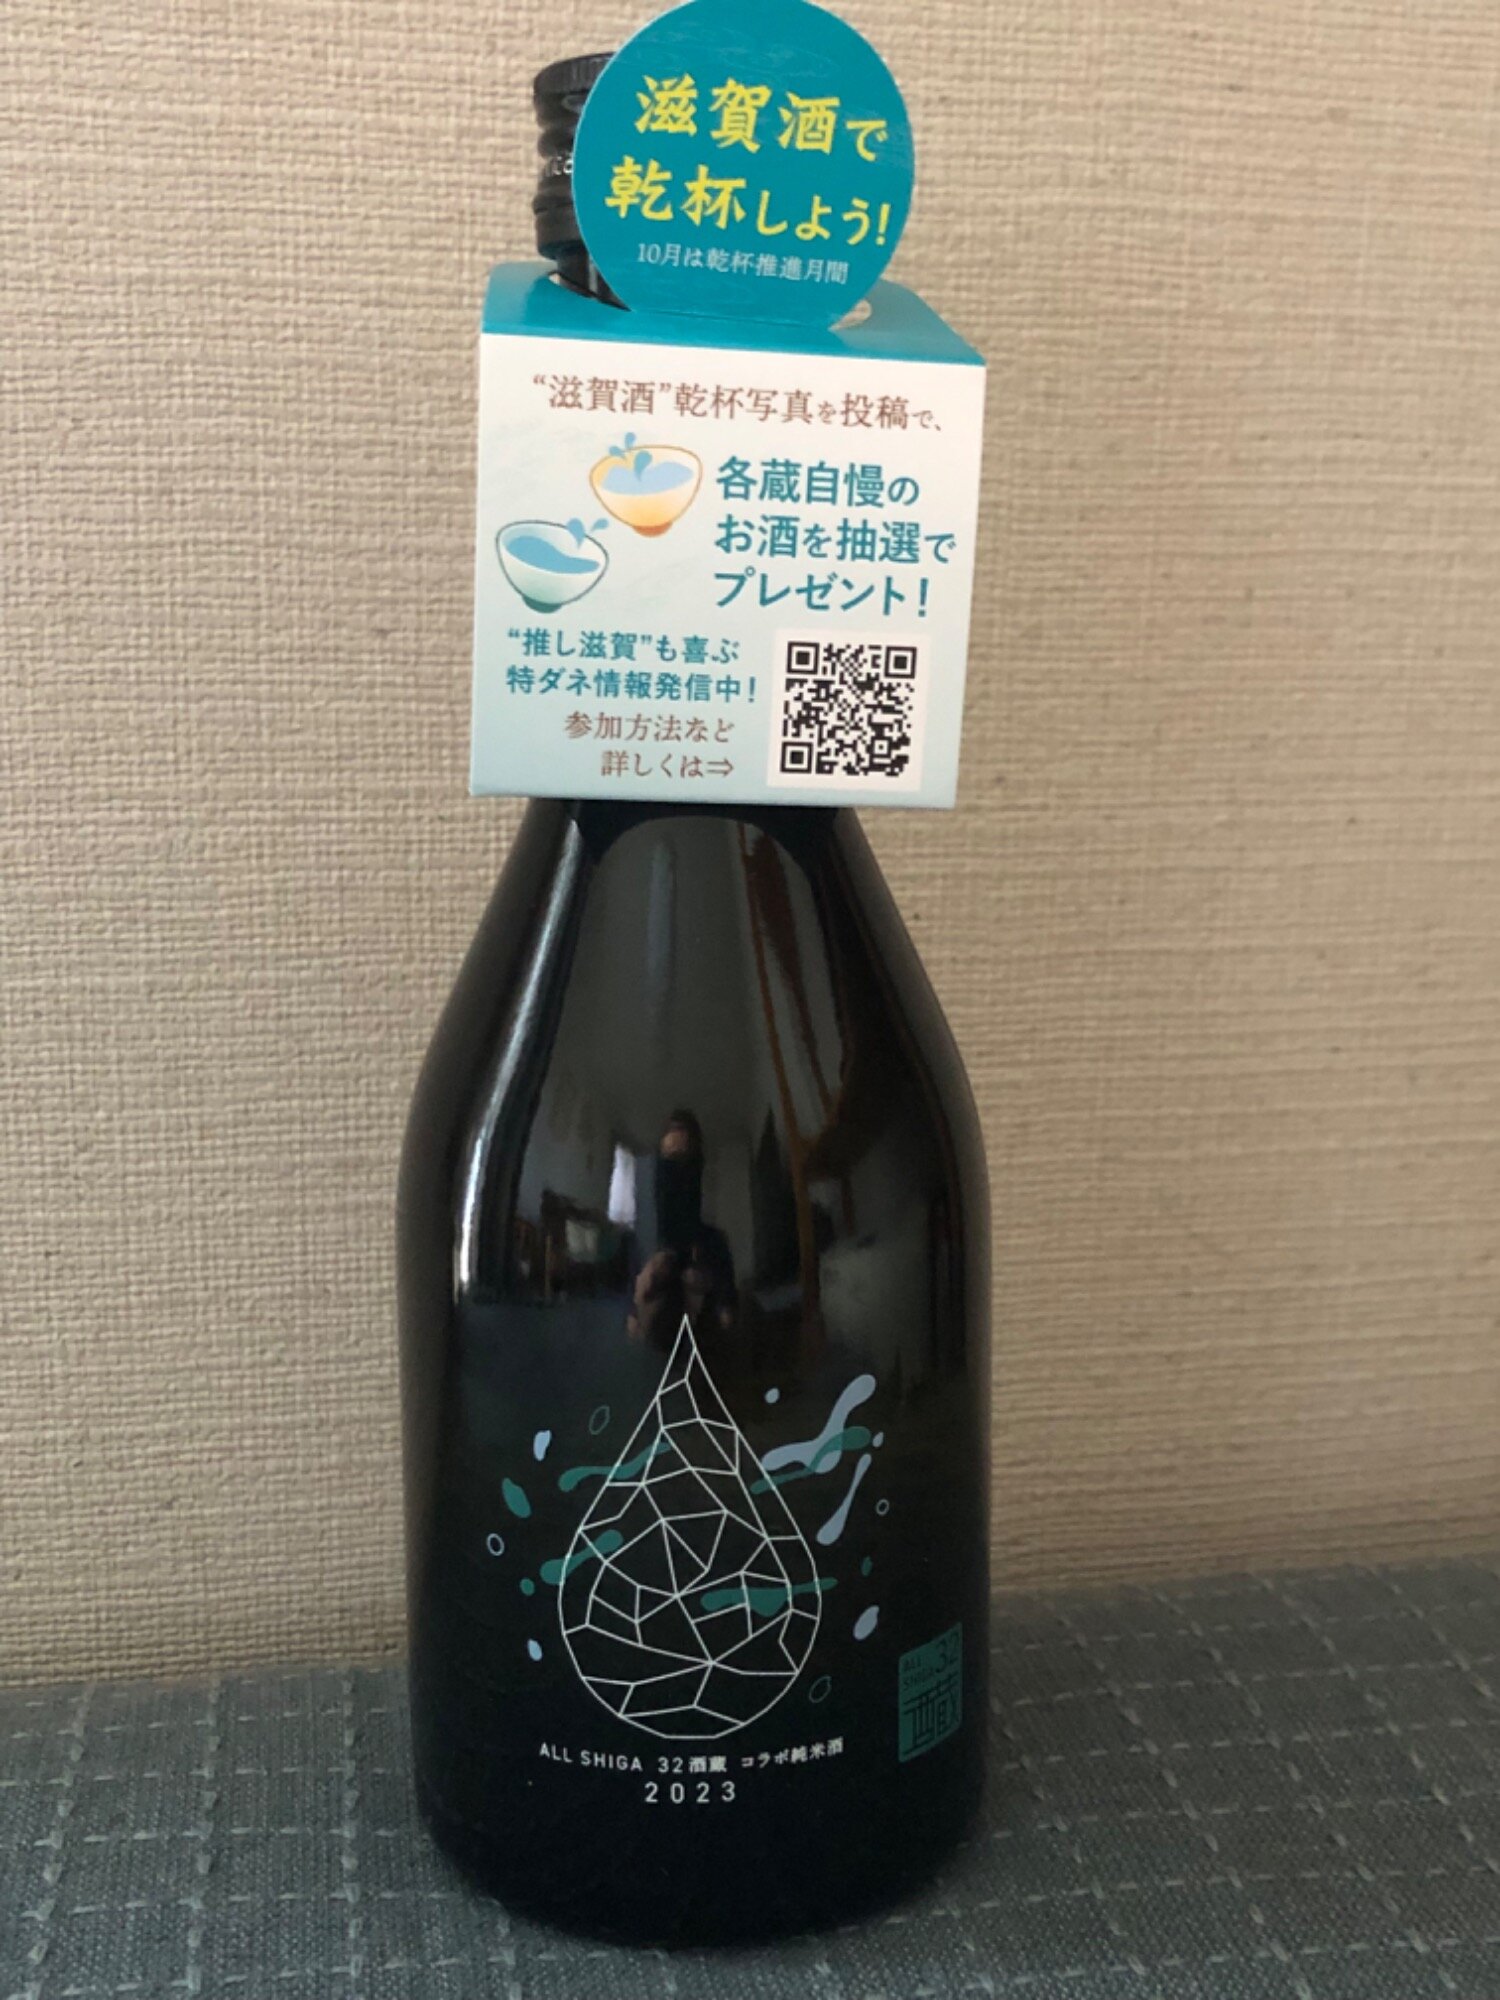 滋賀酒で
乾杯しよう!
10月は乾杯推進月間
“滋賀酒”乾杯写真を投稿で、
各蔵自慢の
お酒を抽選で
プレゼント!
“推し滋賀”も喜ぶ
特ダネ情報発信中!
参加方法など
詳しくは⇒
ALL
SHIGA 32
ALL SHIGA 32酒蔵 コラボ純米酒
2023